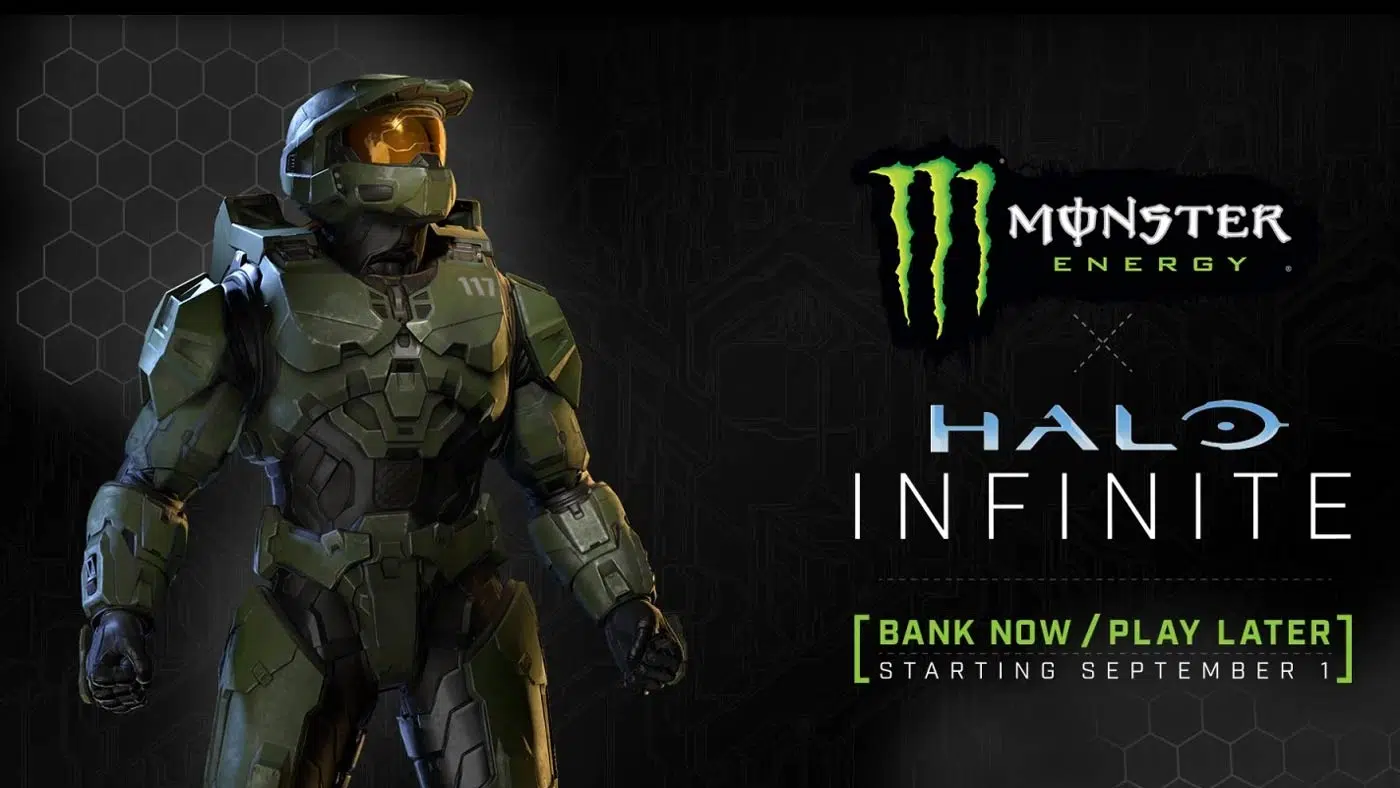 117
MONSTER
ENERGY
HALO
INFINITE
BANK NOW / PLAY LATER
STARTING SEPTEMBER 1